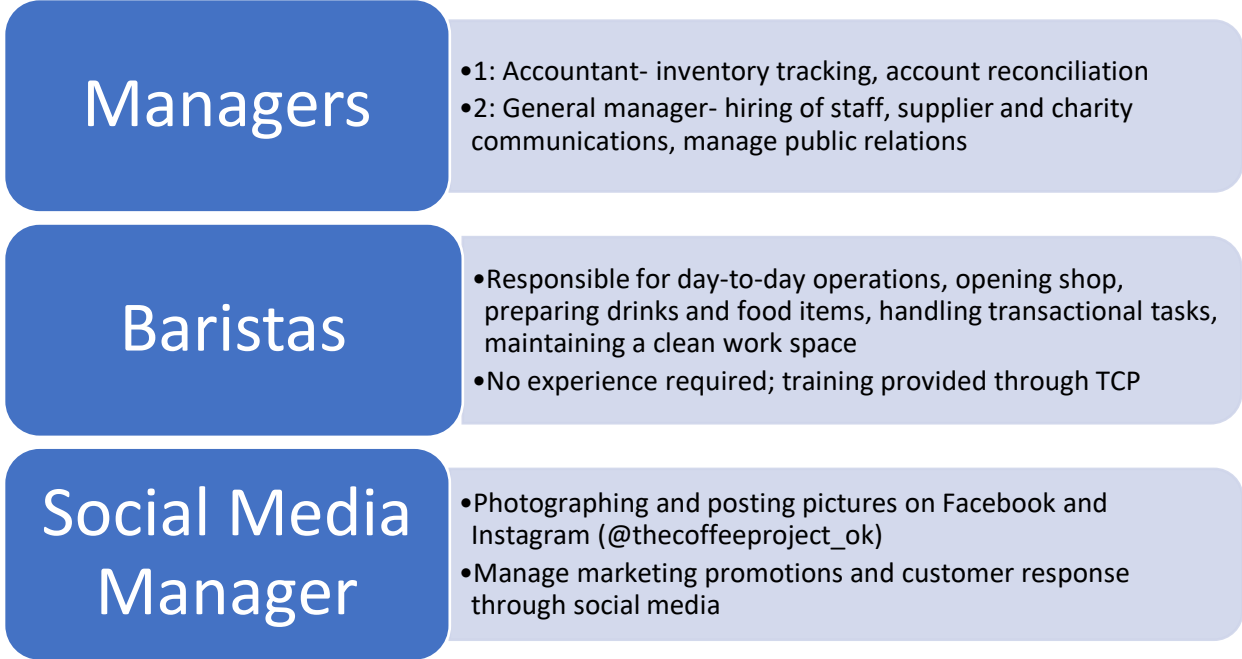 Managers
•1: Accountant- inventory tracking, account reconciliation
•2: General manager- hiring of staff, supplier and charity
communications, manage public relations
Baristas
•Responsible for day-to-day operations, opening shop,
preparing drinks and food items, handling transactional tasks,
maintaining a clean work space
•No experience required; training provided through TCP
Social Media
Manager
•Photographing and posting pictures on Facebook and
Instagram (@thecoffeeproject_ok)
•Manage marketing promotions and customer response
through social media